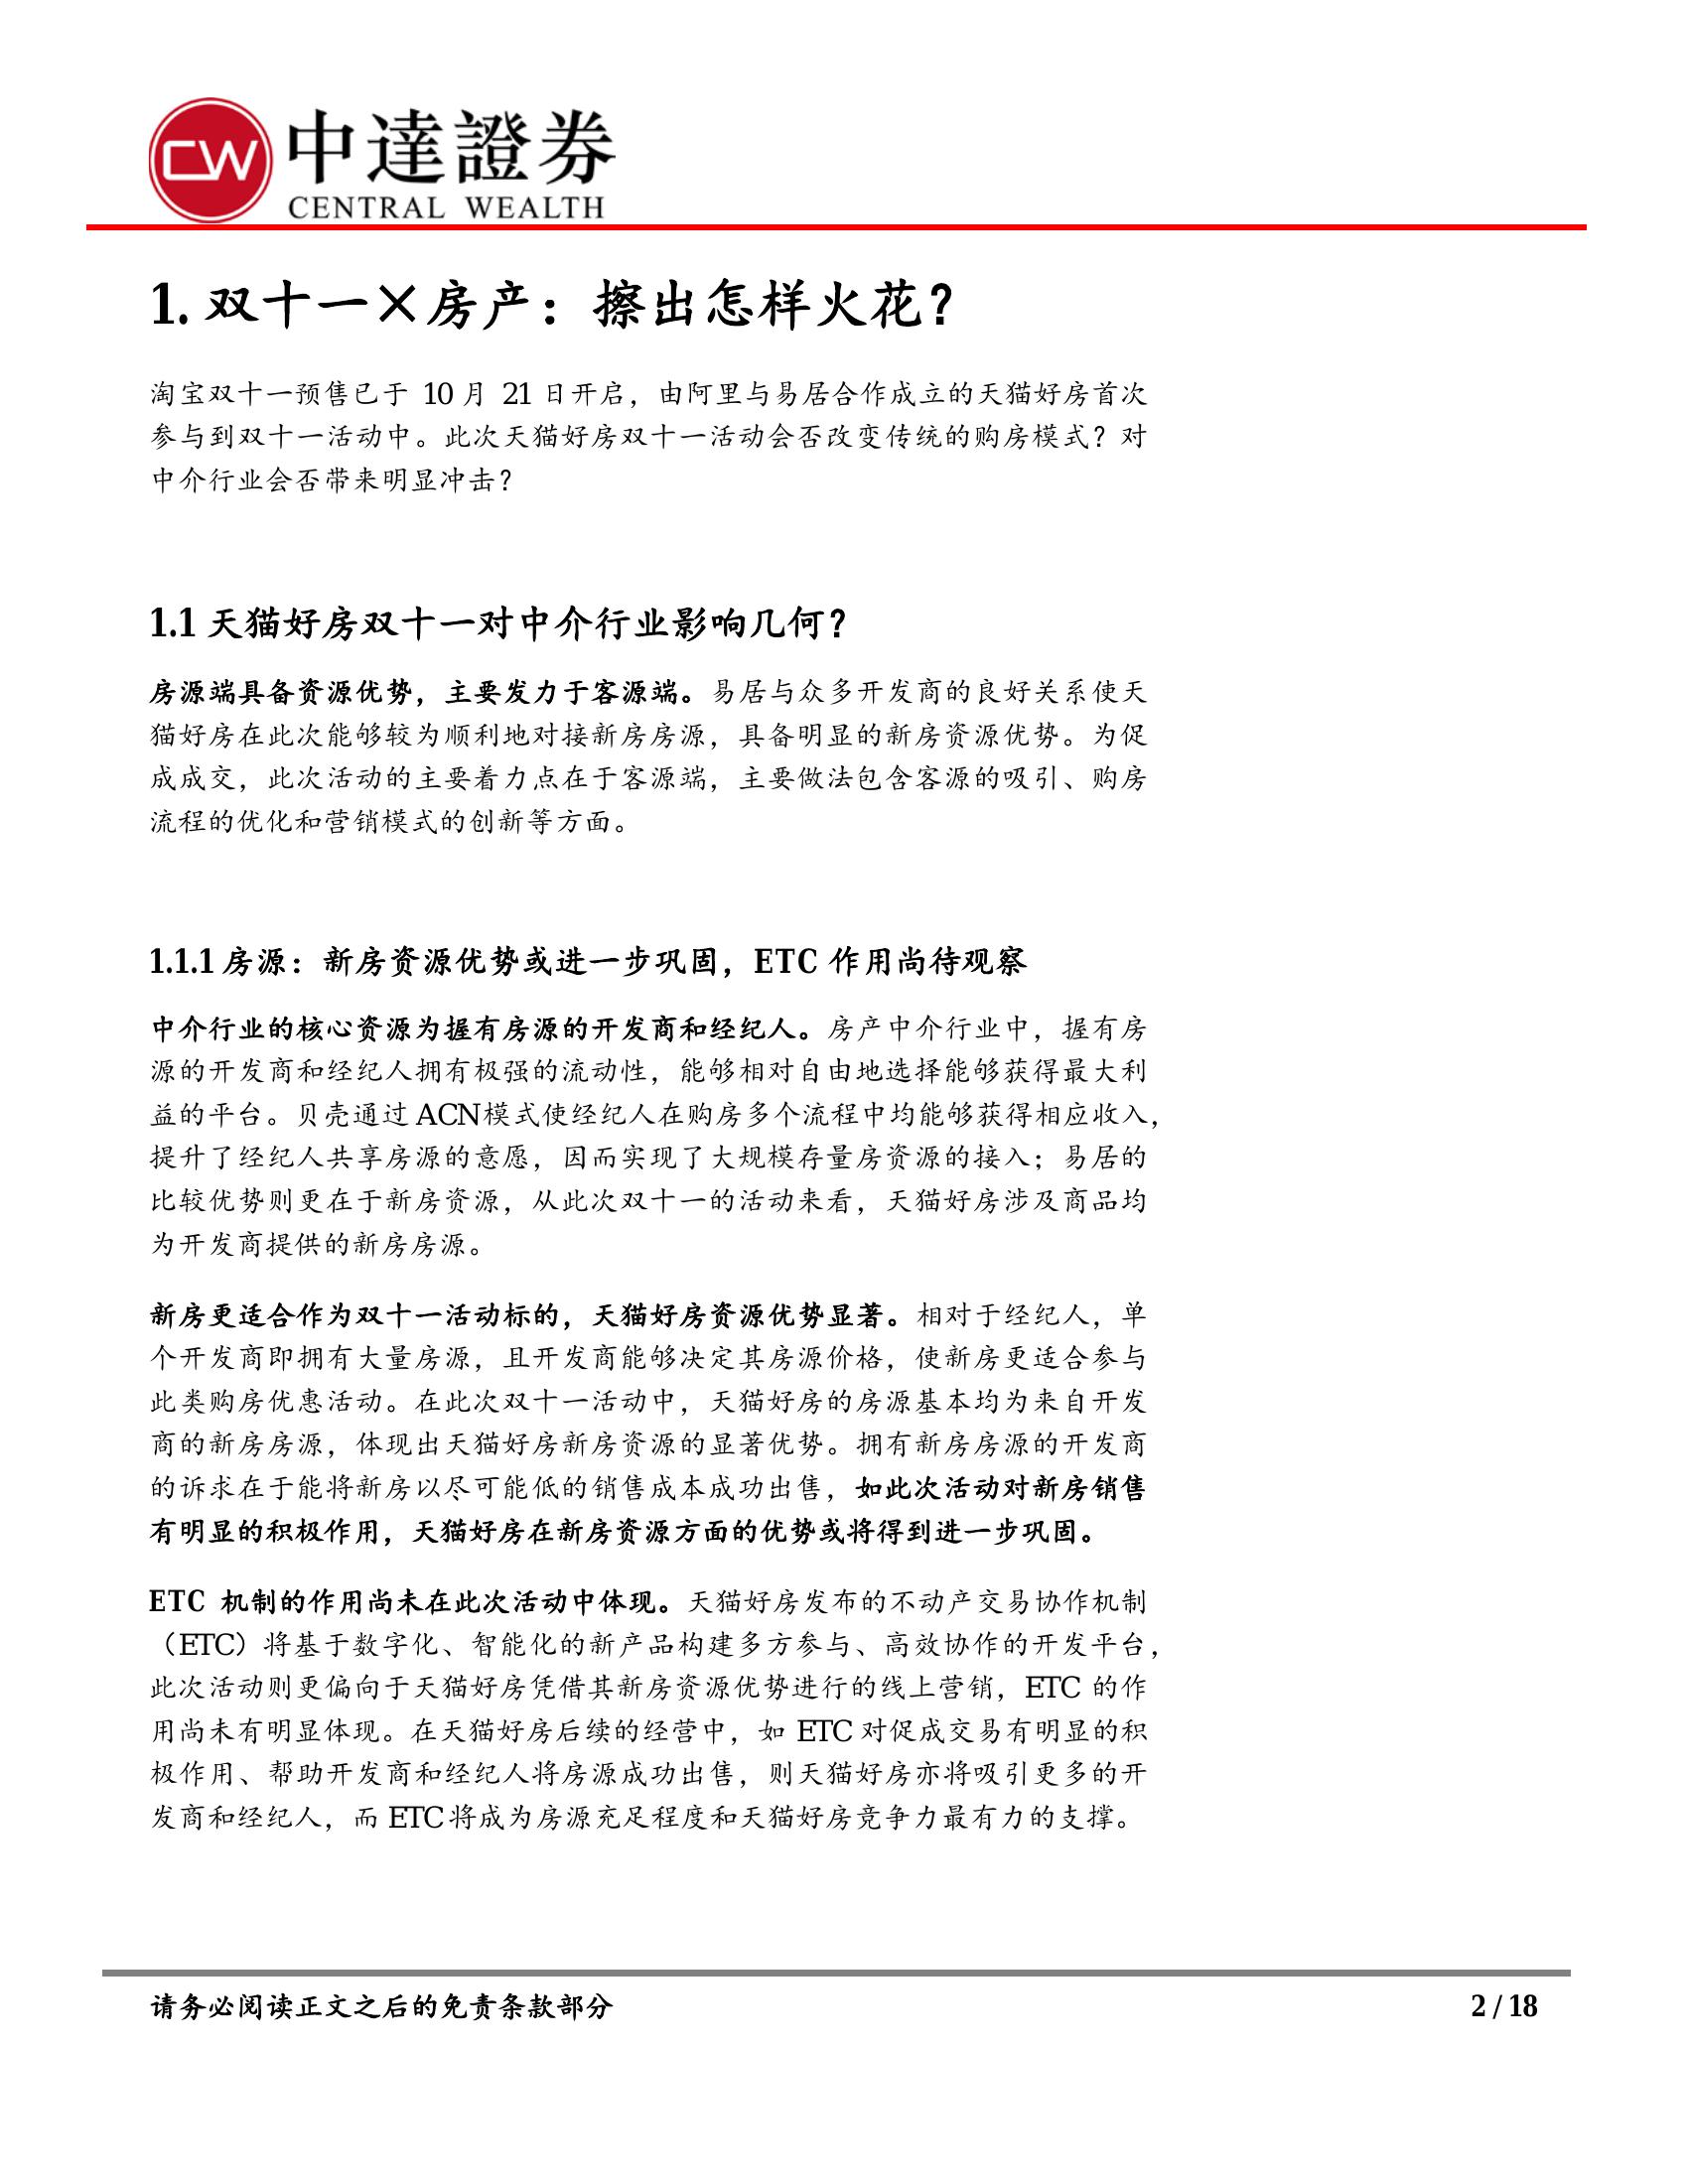 CW 中達證券
CENTRAL WEALTH
1. 双十一×房产：擦出怎样火花？
淘宝双十一预售已于 10 月 21 日开启，由阿里与易居合作成立的天猫好房首次
参与到双十一活动中。此次天猫好房双十一活动会否改变传统的购房模式？对
中介行业会否带来明显冲击？
1.1 天猫好房双十一对中介行业影响几何？
房源端具备资源优势，主要发力于客源端。易居与众多开发商的良好关系使天
猫好房在此次能够较为顺利地对接新房房源，具备明显的新房资源优势。为促
成成交，此次活动的主要着力点在于客源端，主要做法包含客源的吸引、购房
流程的优化和营销模式的创新等方面。
1.1.1 房源：新房资源优势或进一步巩固，ETC 作用尚待观察
中介行业的核心资源为握有房源的开发商和经纪人。房产中介行业中，握有房
源的开发商和经纪人拥有极强的流动性，能够相对自由地选择能够获得最大利
益的平台。贝壳通过 ACN 模式使经纪人在购房多个流程中均能够获得相应收入，
提升了经纪人共享房源的意愿，因而实现了大规模存量房资源的接入；易居的
比较优势则更在于新房资源，从此次双十一的活动来看，天猫好房涉及商品均
为开发商提供的新房房源。
新房更适合作为双十一活动标的，天猫好房资源优势显著。相对于经纪人，单
个开发商即拥有大量房源，且开发商能够决定其房源价格，使新房更适合参与
此类购房优惠活动。在此次双十一活动中，天猫好房的房源基本均为来自开发
商的新房房源，体现出天猫好房新房资源的显著优势。拥有新房房源的开发商
的诉求在于能将新房以尽可能低的销售成本成功出售，如此次活动对新房销售
有明显的积极作用，天猫好房在新房资源方面的优势或将得到进一步巩固。
ETC 机制的作用尚未在此次活动中体现。天猫好房发布的不动产交易协作机制
（ETC）将基于数字化、智能化的新产品构建多方参与、高效协作的开发平台，
此次活动则更偏向于天猫好房凭借其新房资源优势进行的线上营销，ETC 的作
用尚未有明显体现。在天猫好房后续的经营中，如 ETC 对促成交易有明显的积
极作用、帮助开发商和经纪人将房源成功出售，则天猫好房亦将吸引更多的开
发商和经纪人，而 ETC 将成为房源充足程度和天猫好房竞争力最有力的支撑。
请务必阅读正文之后的免责条款部分
2 / 18